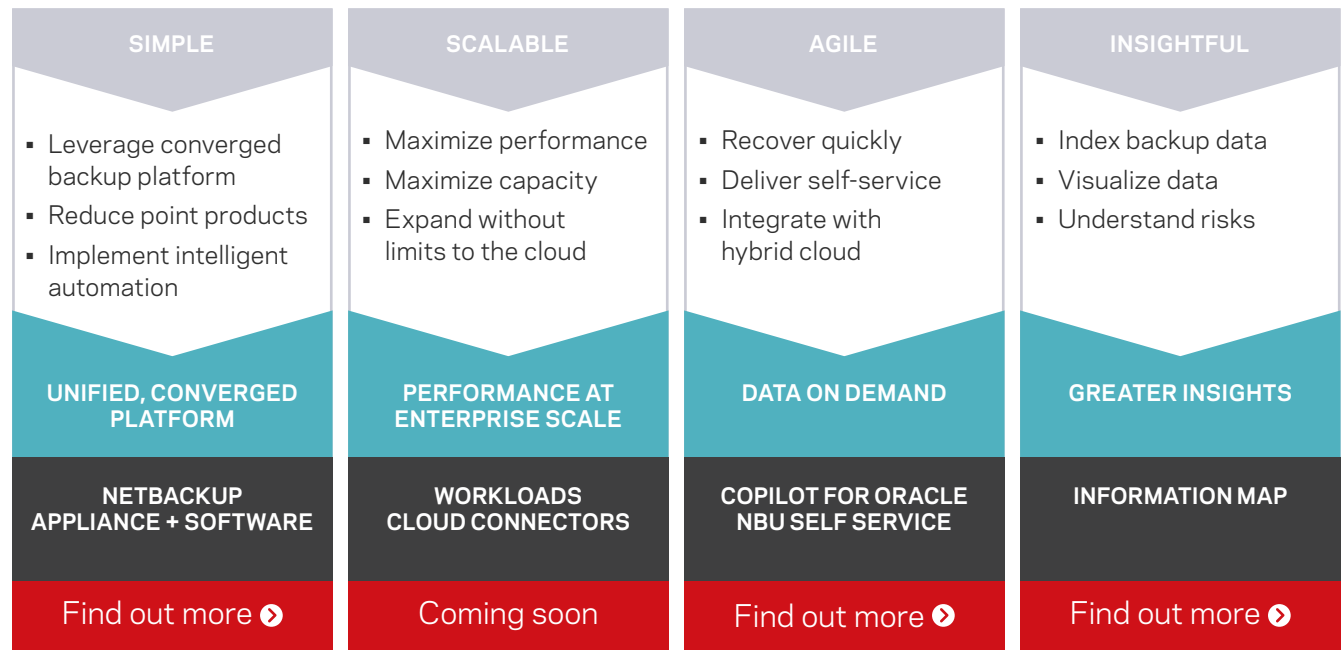 SIMPLE
▪ Leverage converged
backup platform
▪ Reduce point products
▪ Implement intelligent
automation
UNIFIED, CONVERGED
PLATFORM
NETBACKUP
APPLIANCE + SOFTWARE
Find out more
SCALABLE
▪ Maximize performance
▪ Maximize capacity
▪ Expand without
limits to the cloud
PERFORMANCE AT
ENTERPRISE SCALE
WORKLOADS
CLOUD CONNECTORS
Coming soon
AGILE
▪ Recover quickly
▪ Deliver self-service
▪ Integrate with
hybrid cloud
DATA ON DEMAND
COPILOT FOR ORACLE
NBU SELF SERVICE
Find out more
INSIGHTFUL
▪ Index backup data
▪ Visualize data
▪ Understand risks
GREATER INSIGHTS
INFORMATION MAP
Find out more